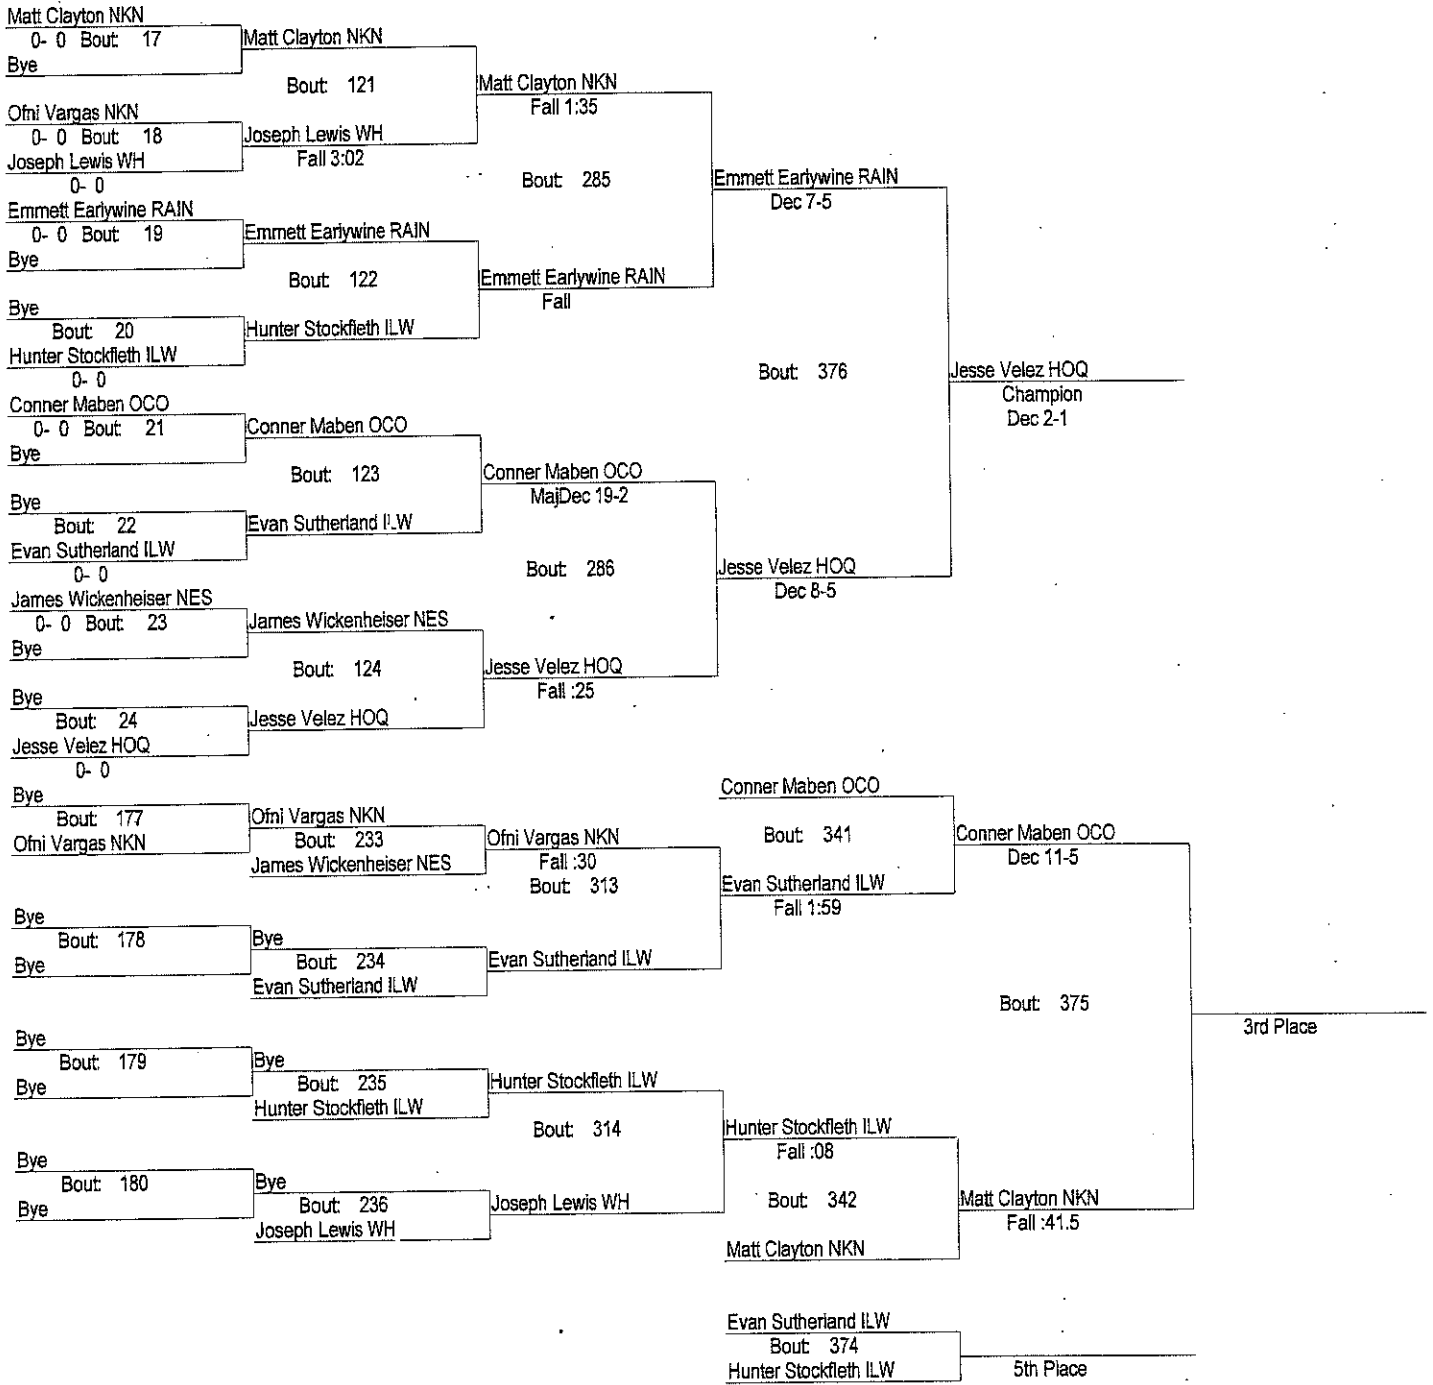 Matt Clayton NKN
0- 0 Bout: 17
Bye
Matt Clayton NKN
Bout: 121
Ofni Vargas NKN
0- 0 Bout: 18
Joseph Lewis WH
0- 0
Joseph Lewis WH
Fall 3:02
Matt Clayton NKN
Fall 1:35
Bout: 285
Emmett Earlywine RAIN
0- 0 Bout: 19
Bye
Emmett Earlywine RAIN
Bout: 122
Bye
Bout: 20
Hunter Stockfleth ILW
0- 0
Hunter Stockfleth ILW
Emmett Earlywine RAIN
Fall
Emmett Earlywine RAIN
Dec 7-5
Bout: 376
Jesse Velez HOQ
Champion
Dec 2-1
Conner Maben OCO
0- 0 Bout: 21
Bye
Conner Maben OCO
Bout: 123
Bye
Bout: 22
Evan Sutherland ILW
0- 0
Evan Sutherland ILW
Conner Maben OCO
MajDec 19-2
Bout: 286
James Wickenheiser NES
0- 0 Bout: 23
Bye
James Wickenheiser NES
Bout: 124
Bye
Bout: 24
Jesse Velez HOQ
0- 0
Jesse Velez HOQ
Jesse Velez HOQ
Fall :25
Jesse Velez HOQ
Dec 8-5
Bye
Bout: 177
Ofni Vargas NKN
Ofni Vargas NKN
Bout: 233
James Wickenheiser NES
Ofni Vargas NKN
Fall :30
Bout: 313
Bye
Bout: 178
Bye
Bye
Bout: 234
Evan Sutherland ILW
Evan Sutherland ILW
Conner Maben OCO
Bout: 341
Evan Sutherland ILW
Fall 1:59
Conner Maben OCO
Dec 11-5
Bout: 375
3rd Place
Bye
Bout: 179
Bye
Bye
Bout: 235
Hunter Stockfleth ILW
Hunter Stockfleth ILW
Bout: 314
Bye
Bout: 180
Bye
Bye
Bout: 236
Joseph Lewis WH
Joseph Lewis WH
Hunter Stockfleth ILW
Fall :08
Bout: 342
Matt Clayton NKN
Matt Clayton NKN
Fall :41.5
Evan Sutherland ILW
Bout: 374
Hunter Stockfleth ILW
5th Place